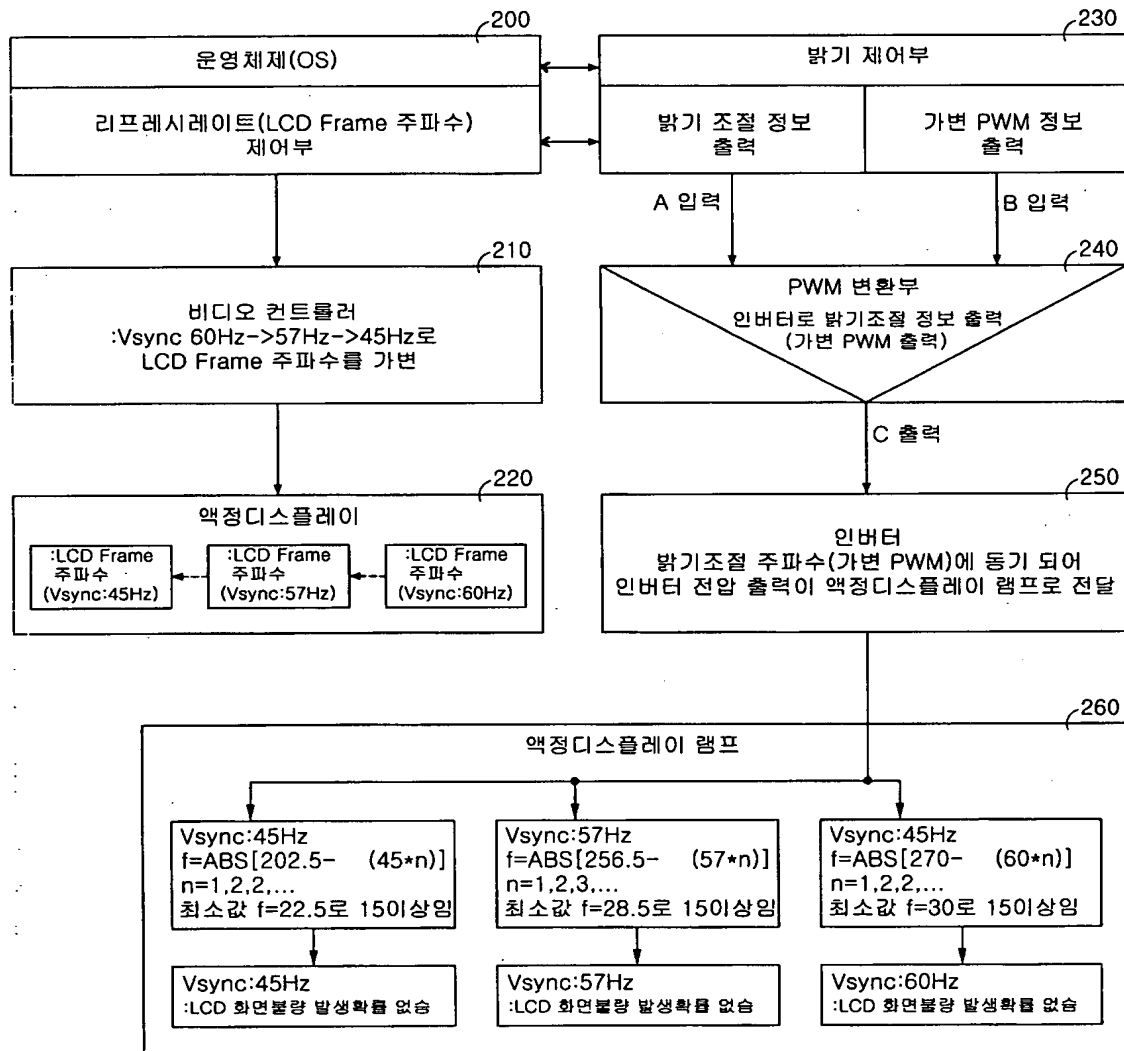 200
운영체제(OS)
리프레시레이트(LCD Frame 주파수)
제어부
230
밝기 제어부
밝기 조절 정보
출력
가변 PWM 정보
출력
A 입력
B 입력
210
비디오 컨트롤러
:Vsync 60Hz->57Hz->45Hz로
LCD Frame 주파수를 가변
240
PWM 변환부
인버터로 밝기조절 정보 출력
(가변 PWM 출력)
C 출력
220
액정디스플레이
:LCD Frame
주파수
(Vsync:45Hz)
:LCD Frame
주파수
(Vsync:57Hz)
:LCD Frame
주파수
(Vsync:60Hz)
250
인버터
밝기조절 주파수(가변 PWM)에 동기 되어
인버터 전압 출력이 액정디스플레이 램프로 전달
260
액정디스플레이 램프
Vsync:45Hz
f=ABS[202.5- (45*n)]
n=1,2,2,...
최소값 f=22.5로 15이상임
Vsync:57Hz
f=ABS[256.5- (57*n)]
n=1,2,3,...
최소값 f=28.5로 15이상임
Vsync:45Hz
f=ABS[270- (60*n)]
n=1,2,2,...
최소값 f=30로 15이상임
Vsync:45Hz
:LCD 화면불량 발생확률 없슴
Vsync:57Hz
:LCD 화면불량 발생확률 없슴
Vsync:60Hz
:LCD 화면불량 발생확률 없슴